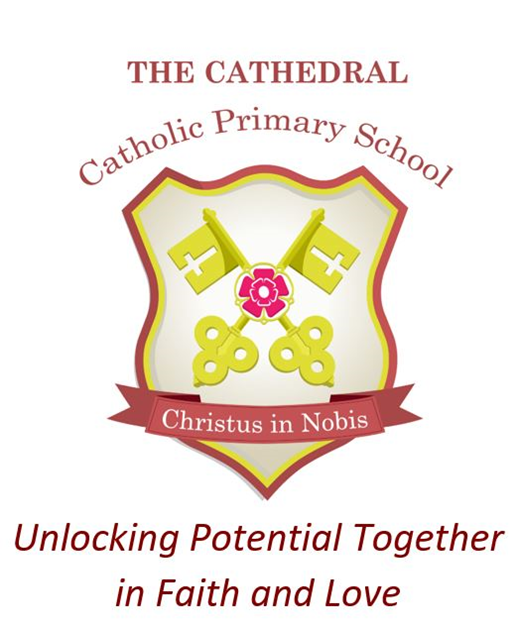 THE CATHEDRAL
Catholic Primary School
Christus in Nobis
Unlocking Potential Together
in Faith and Love